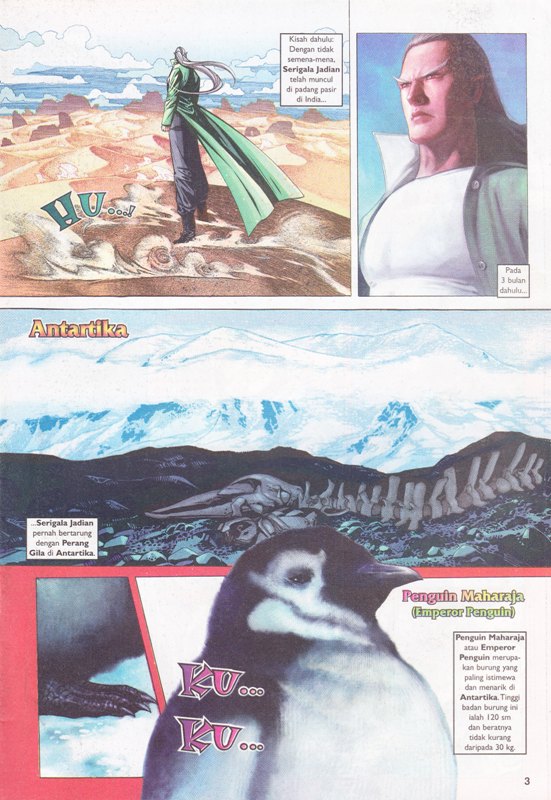 Kisah dahulu:
Dengan tidak
semena-mena,
Serigala Jadian
telah muncul
di padang pasir
di India...
HU...!
Pada
3 bulan
dahulu...
Antartika
...Serigala Jadian
pernah bertarung
dengan Perang
Gila di Antartika.
Penguin Maharaja
(Emperor Penguin)
Penguin Maharaja
atau Emperor
Penguin merupa-
kan burung yang
paling istimewa
dan menarik di
Antartika. Tinggi
badan burung ini
ialah 120 sm
dan beratnya
tidak kurang
daripada 30 kg.
KU...
KU...
3